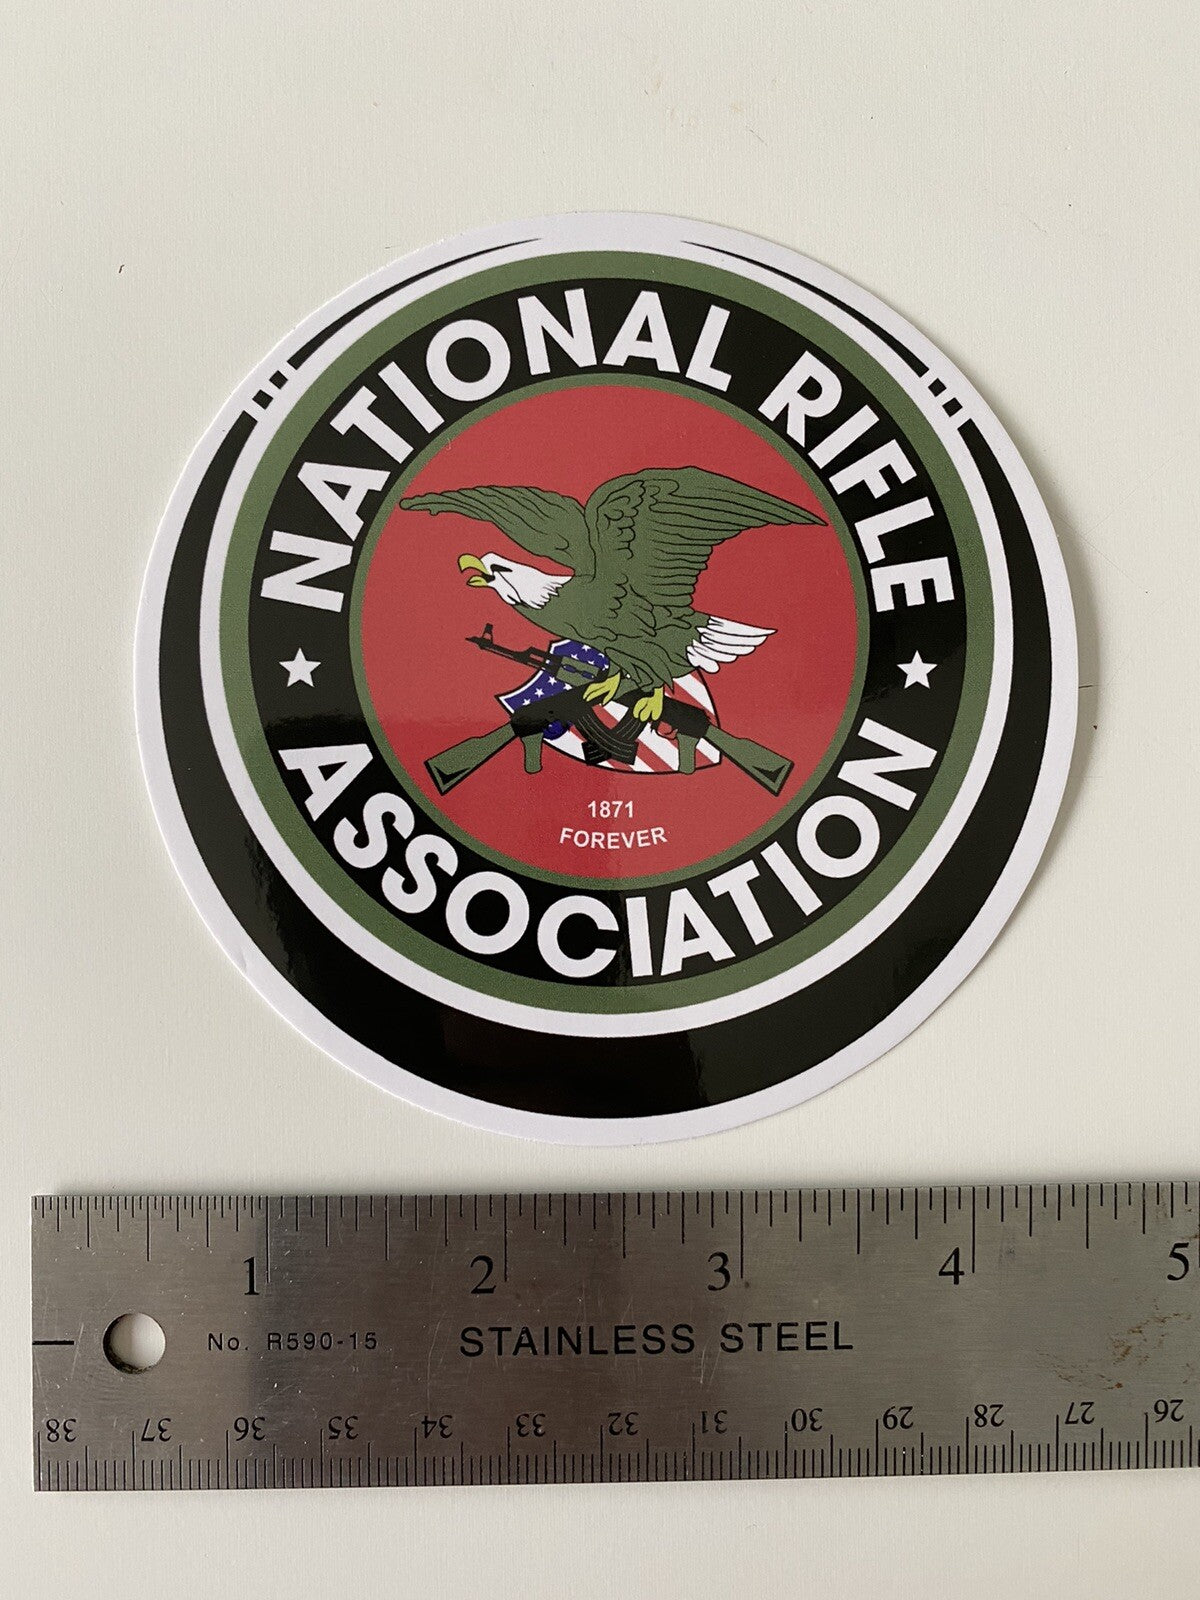 NATIONAL RIFLE
ASSOCIATION
1871
FOREVER
1 2 3 4 5
No. R590-15 STAINLESS STEEL
38 37 36 35 34 33 32 31 30 29 28 27 26